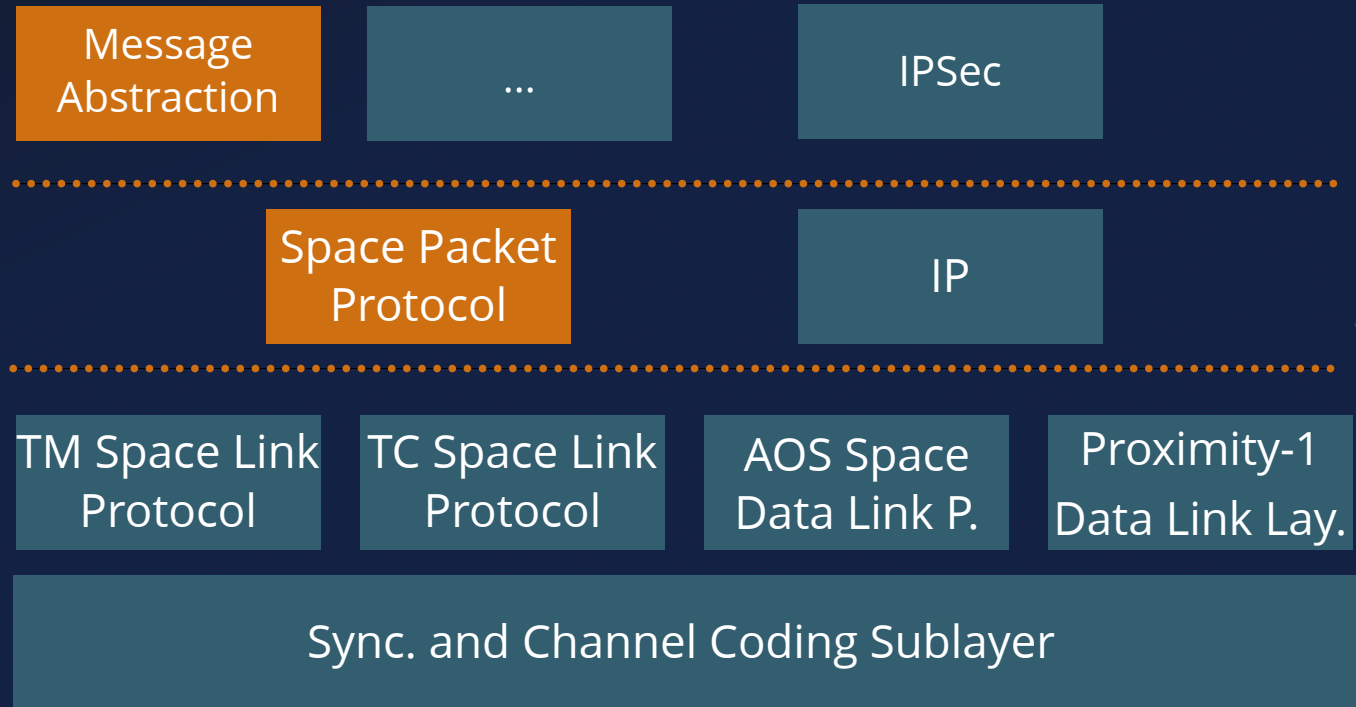 Message
Abstraction
...
IPSec
Space Packet
Protocol
IP
TM Space Link
Protocol
TC Space Link
Protocol
AOS Space
Data Link P.
Proximity-1
Data Link Lay.
Sync. and Channel Coding Sublayer